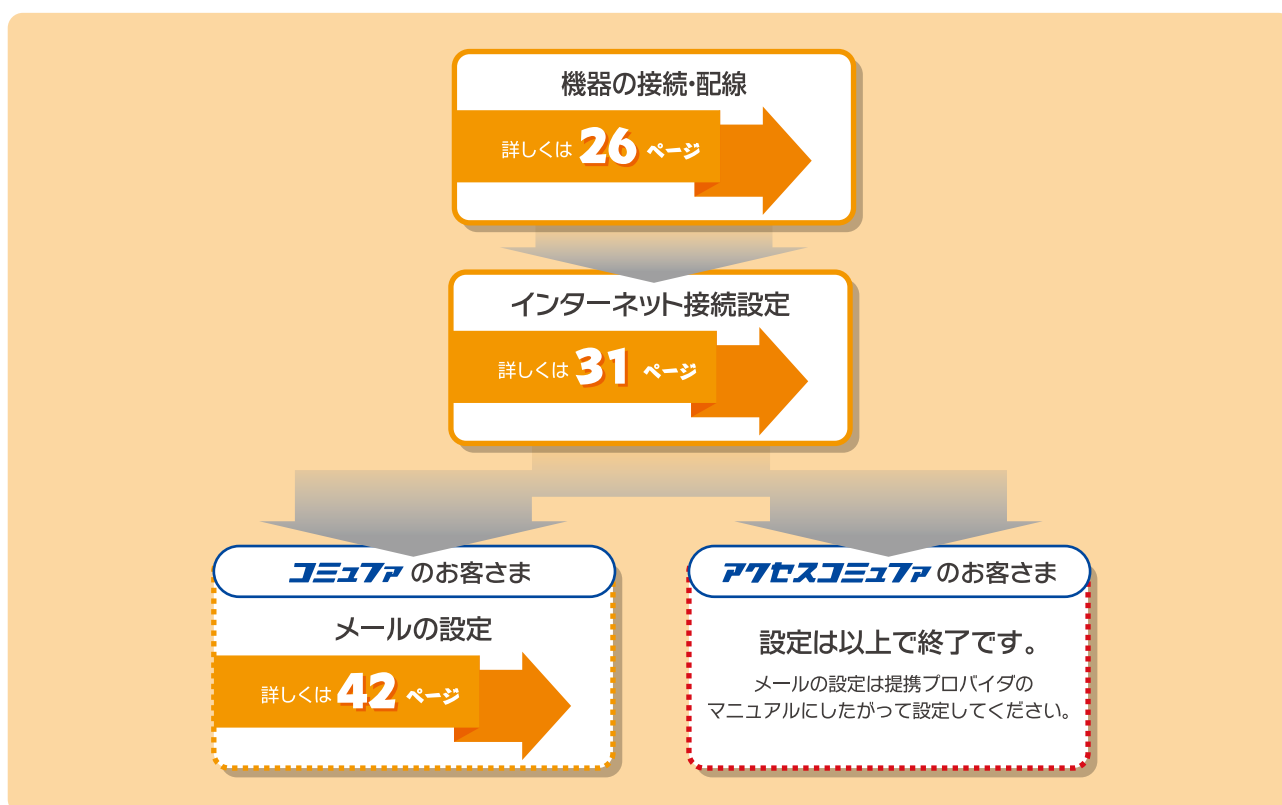 機器の接続・配線
詳しくは 26 ページ
インターネット接続設定
詳しくは 31 ページ
コミュファ のお客さま
メールの設定
詳しくは 42 ページ
アクセスコミュファ のお客さま
設定は以上で終了です。
メールの設定は提携プロバイダの
マニュアルにしたがって設定してください。